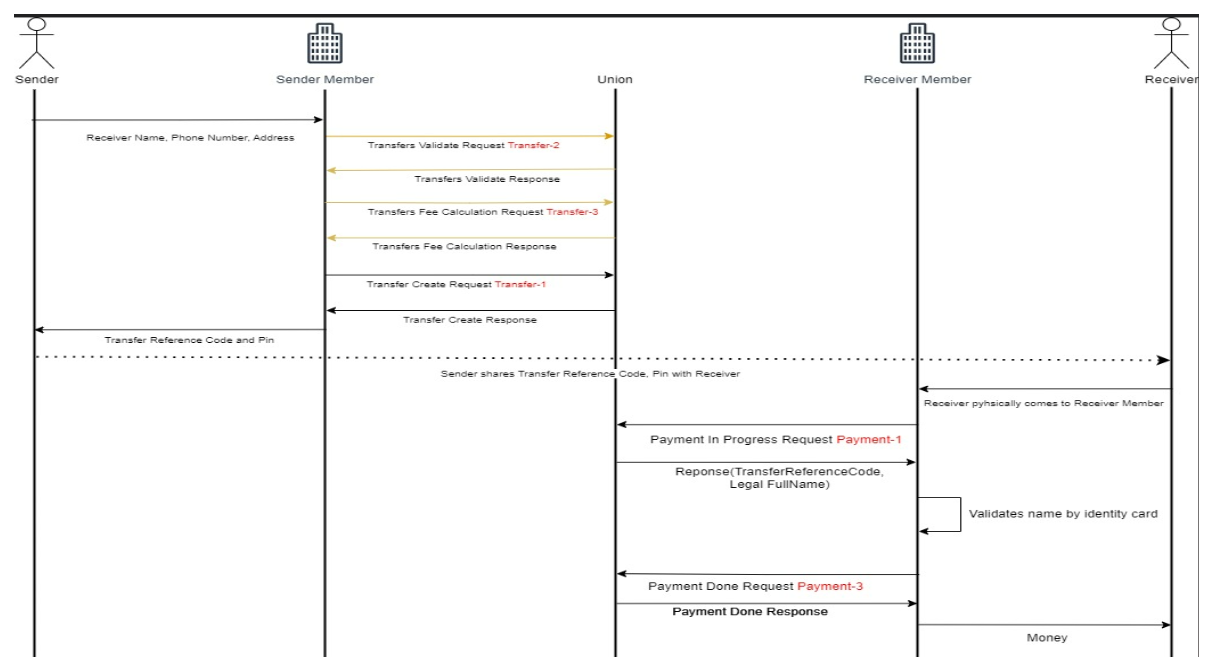 Sender
Sender Member
Union
Receiver Member
Receiver
Receiver Name, Phone Number, Address
Transfers Validate Request Transfer-2
Transfers Validate Response
Transfers Fee Calculation Request Transfer-3
Transfers Fee Calculation Response
Transfer Create Request Transfer-1
Transfer Create Response
Transfer Reference Code and Pin
Sender shares Transfer Reference Code, Pin with Receiver
Receiver pyhsically comes to Receiver Member
Payment In Progress Request Payment-1
Reponse(TransferReferenceCode,
Legal FullName)
Validates name by identity card
Payment Done Request Payment-3
Payment Done Response
Money